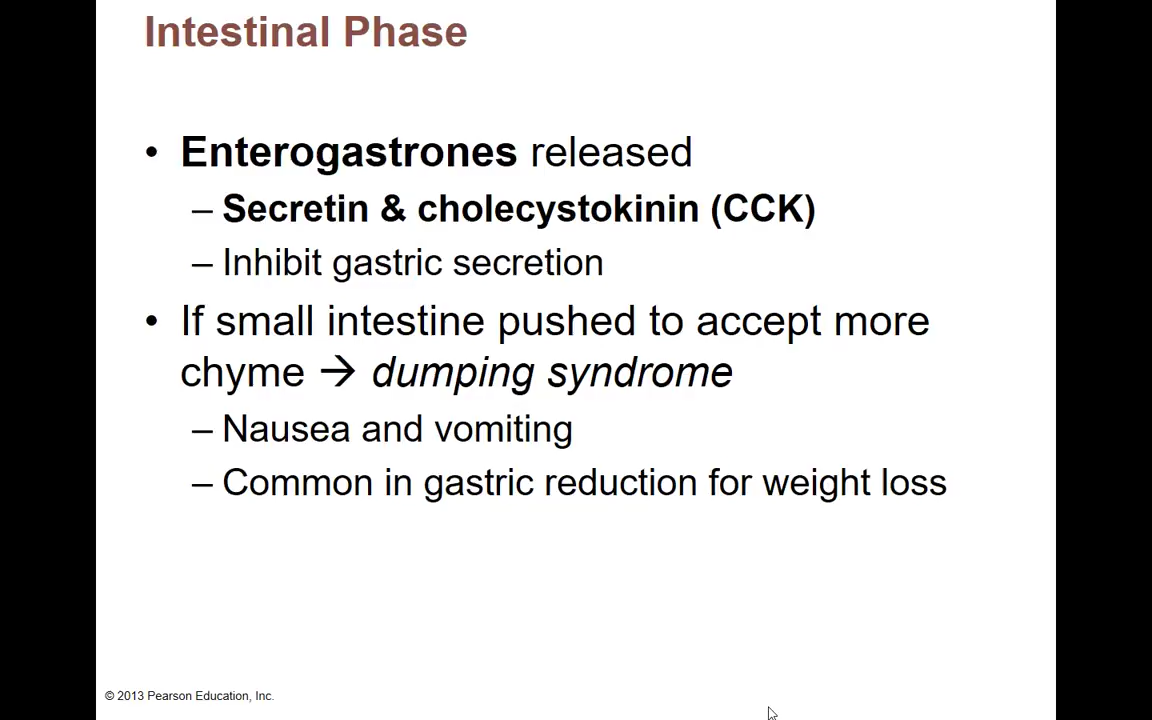 Intestinal Phase
• Enterogastrones released
– Secretin & cholecystokinin (CCK)
– Inhibit gastric secretion
• If small intestine pushed to accept more
chyme → dumping syndrome
– Nausea and vomiting
– Common in gastric reduction for weight loss
© 2013 Pearson Education, Inc.